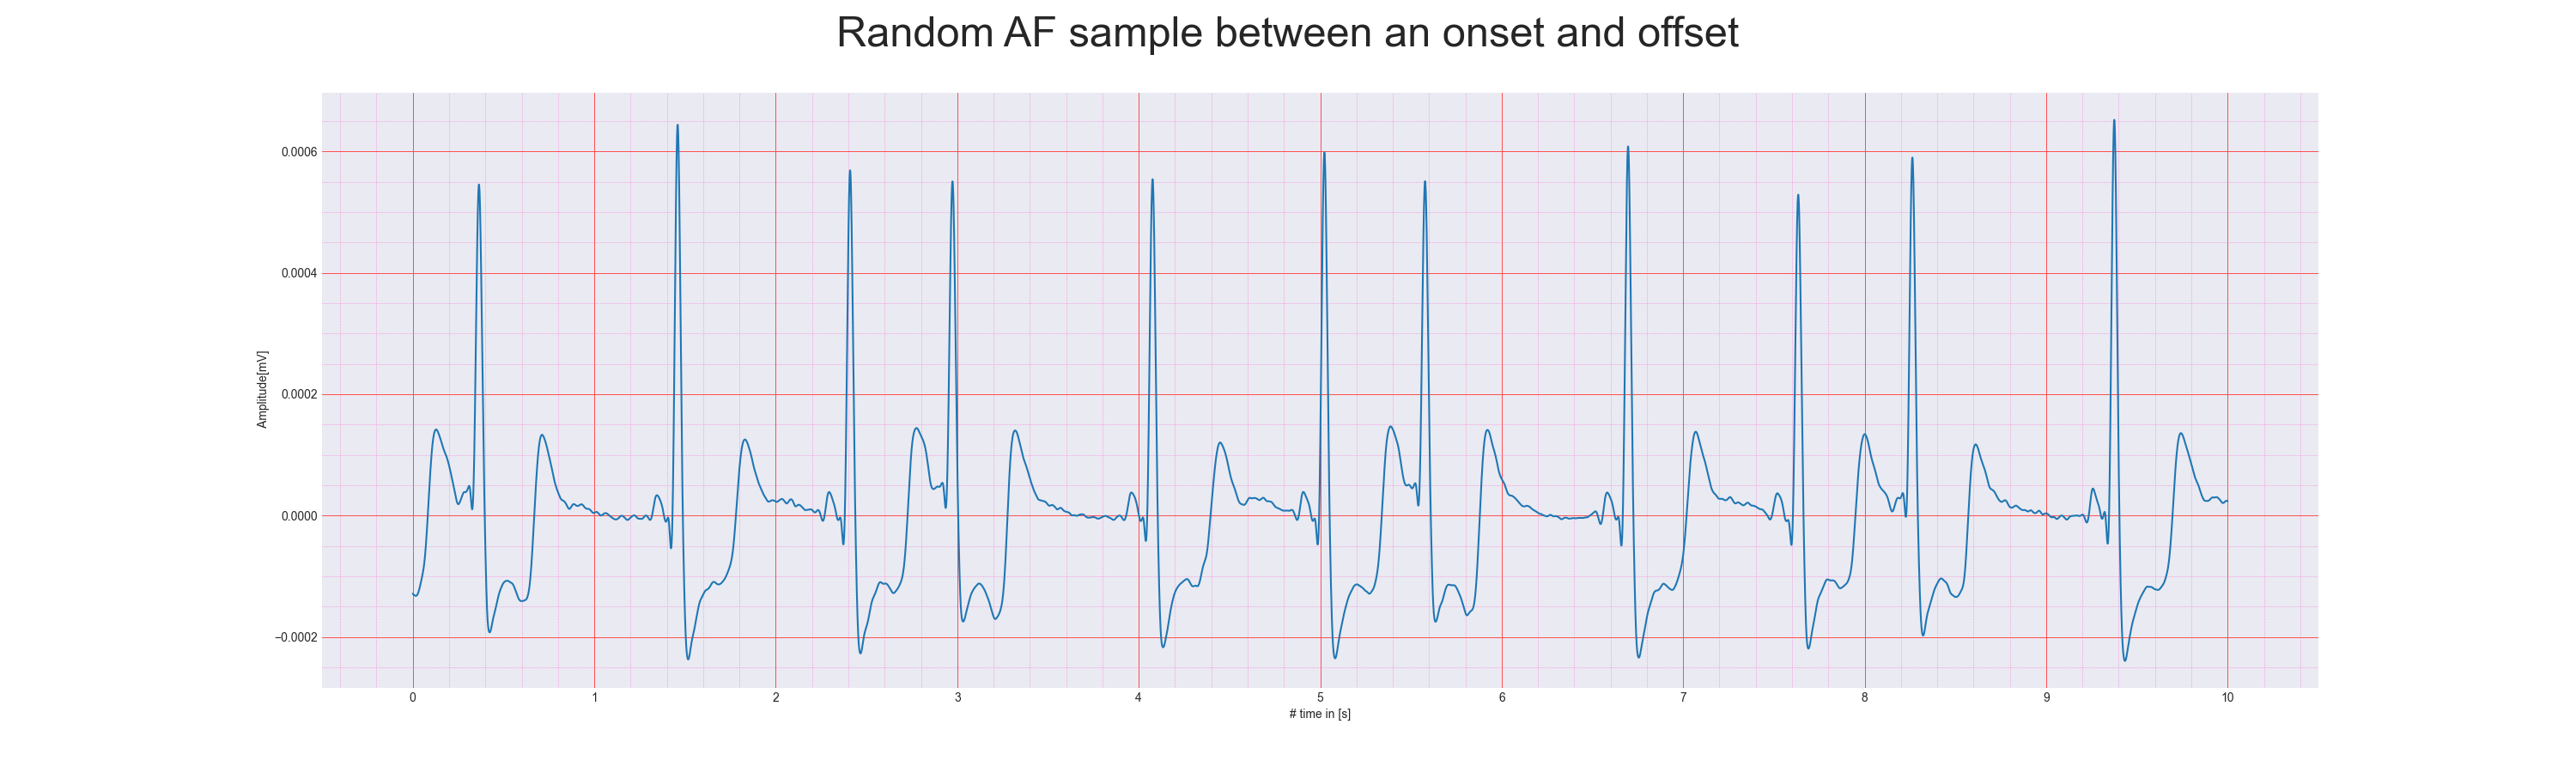 Random AF sample between an onset and offset
0.0006
0.0004
0.0002
0.0000
−0.0002
Amplitude[mV]
0 1 2 3 4 5 6 7 8 9 10
# time in [s]